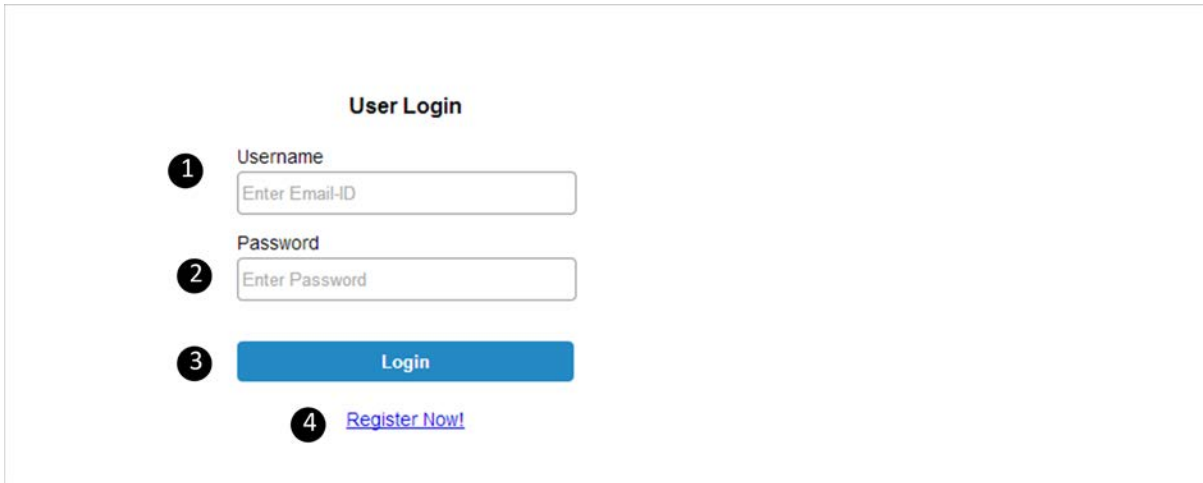 User Login
1
Username
Enter Email-ID
Password
2
Enter Password
3
Login
4
Register Now!